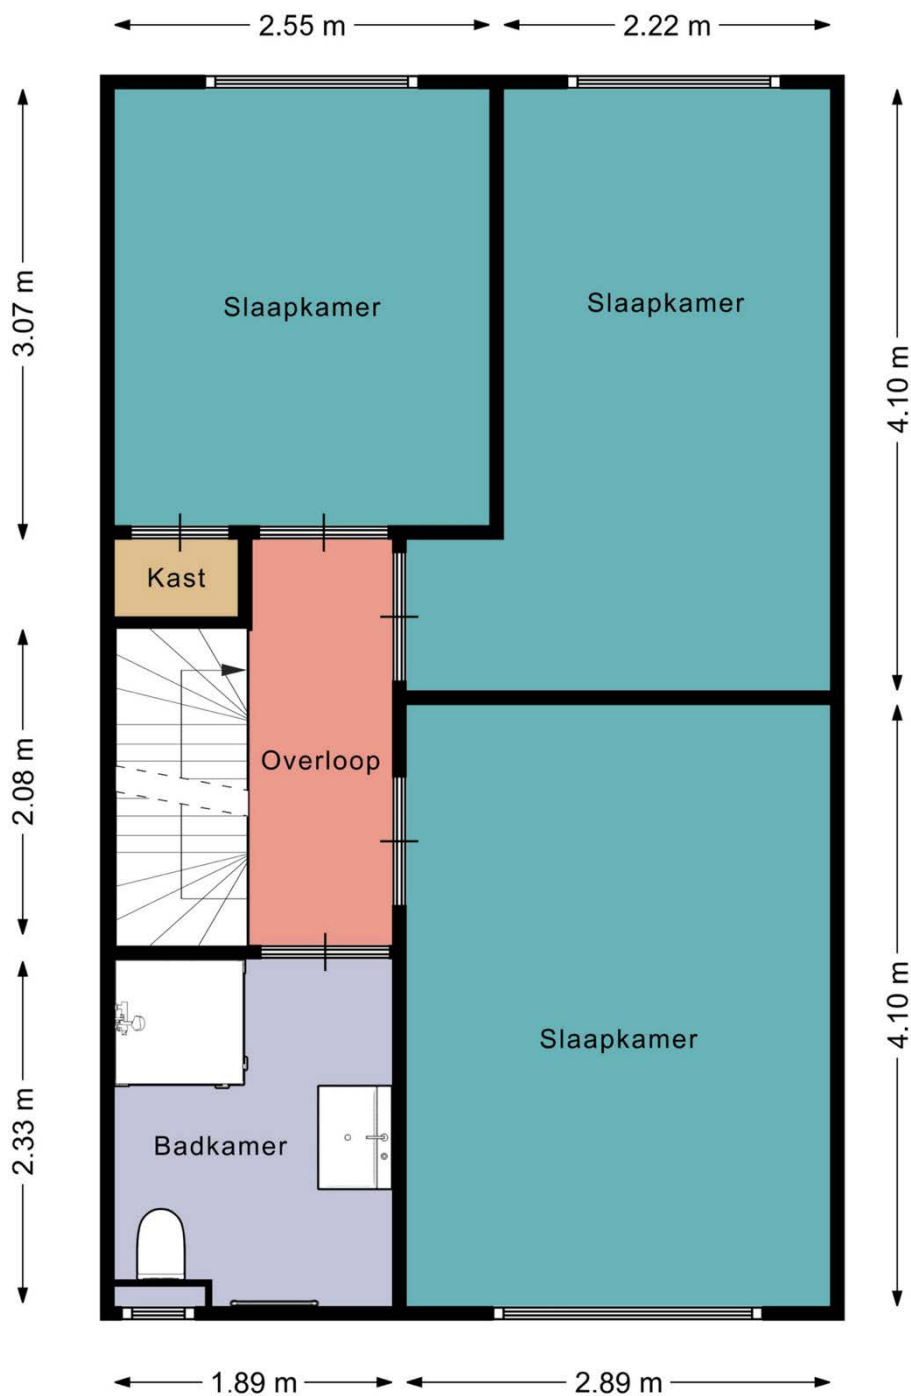 2.55 m
2.22 m
3.07 m
4.10 m
Slaapkamer
Slaapkamer
Kast
Overloop
2.08 m
Slaapkamer
4.10 m
Badkamer
2.33 m
1.89 m
2.89 m